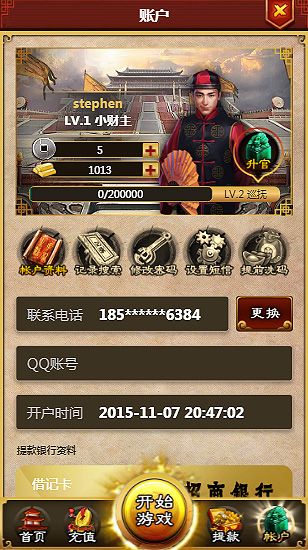 账户
stephen
LV.1 小财主
5
1013
升官
0/200000
LV.2 巡抚
帐户资料
记录搜索
修改密码
设置短信
提前洗码
联系电话 185******6384 更换
QQ账号
开户时间 2015-11-07 20:47:02
提款银行资料
借记卡
招商银行
首页
充值
开始
游戏
提款
帐户